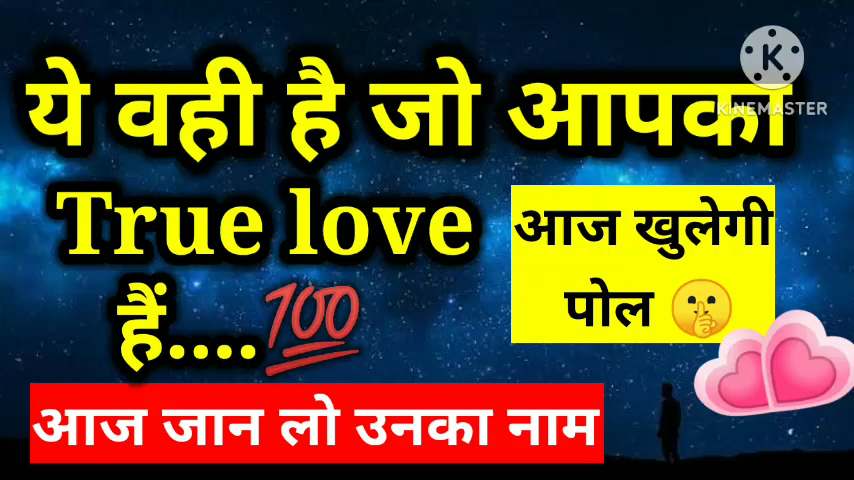 ये वही है जो आपका
True love
हैं....💯
आज खुलेगी
पोल 🤫
आज जान लो उनका नाम
KINEMASTER